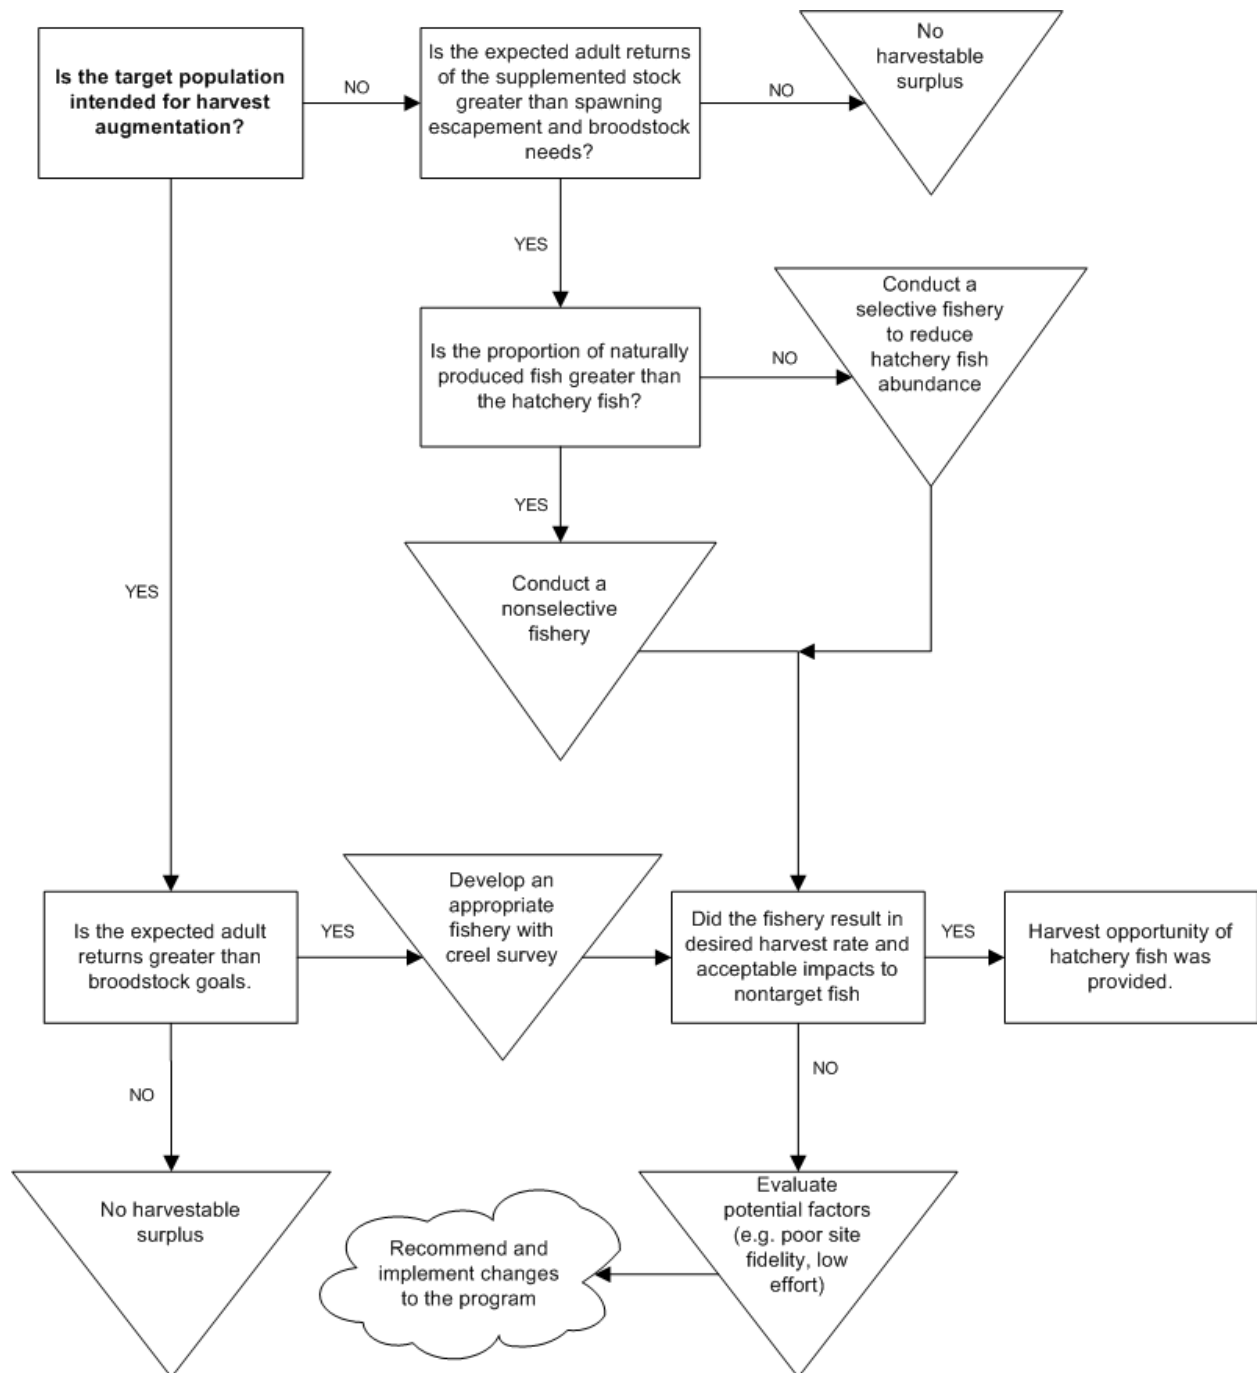 Is the target population
intended for harvest
augmentation?
NO
Is the expected adult returns
of the supplemented stock
greater than spawning
escapement and broodstock
needs?
NO
No
harvestable
surplus
YES
Is the proportion of naturally
produced fish greater than
the hatchery fish?
NO
Conduct a
selective fishery
to reduce
hatchery fish
abundance
YES
Conduct a
nonselective
fishery
YES
Is the expected adult
returns greater than
broodstock goals.
YES
Develop an
appropriate
fishery with
creel survey
Did the fishery result in
desired harvest rate and
acceptable impacts to
nontarget fish
YES
Harvest opportunity of
hatchery fish was
provided.
NO
No harvestable
surplus
NO
Evaluate
potential factors
(e.g. poor site
fidelity, low
effort)
Recommend and
implement changes
to the program